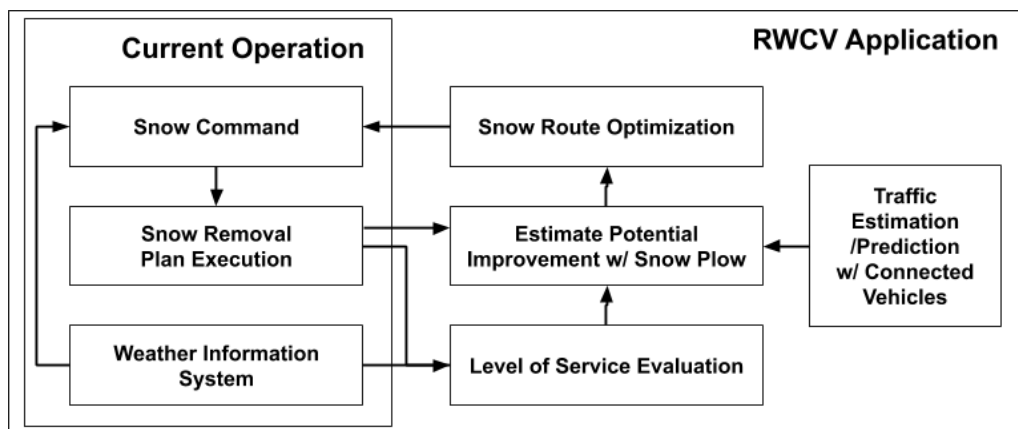 Current Operation
RWCV Application
Snow Command
Snow Route Optimization
Snow Removal
Plan Execution
Estimate Potential
Improvement w/ Snow Plow
Traffic
Estimation
/Prediction
w/ Connected
Vehicles
Weather Information
System
Level of Service Evaluation